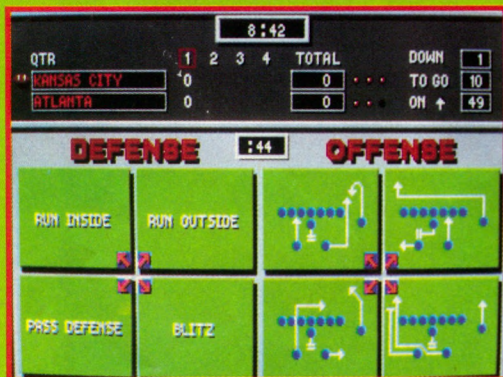 8:42
QTR 1 2 3 4 TOTAL DOWN 1
KANSAS CITY 0 0 TO GO 10
ATLANTA 0 0 ON ↑ 49
DEFENSE :44 OFFENSE
RUN INSIDE RUN OUTSIDE
PASS DEFENSE BLITZ